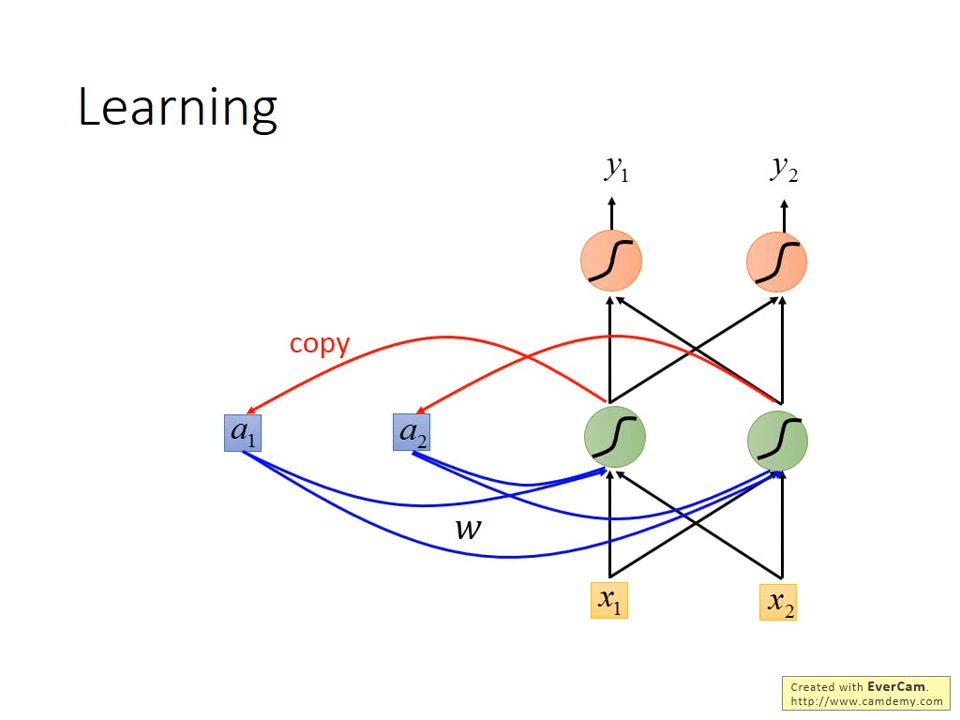 Learning
y₁ y₂
copy
a₁ a₂
w
x₁ x₂
Created with EverCam.
http://www.camdemy.com